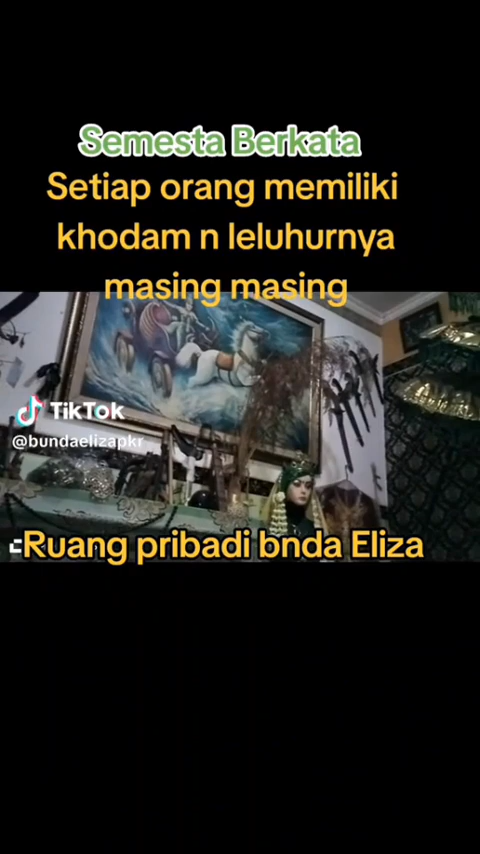 Semesta Berkata
Setiap orang memiliki
khodam n leluhurnya
masing masing
TikTok
@bundaelizapkr
Ruang pribadi bnda Eliza